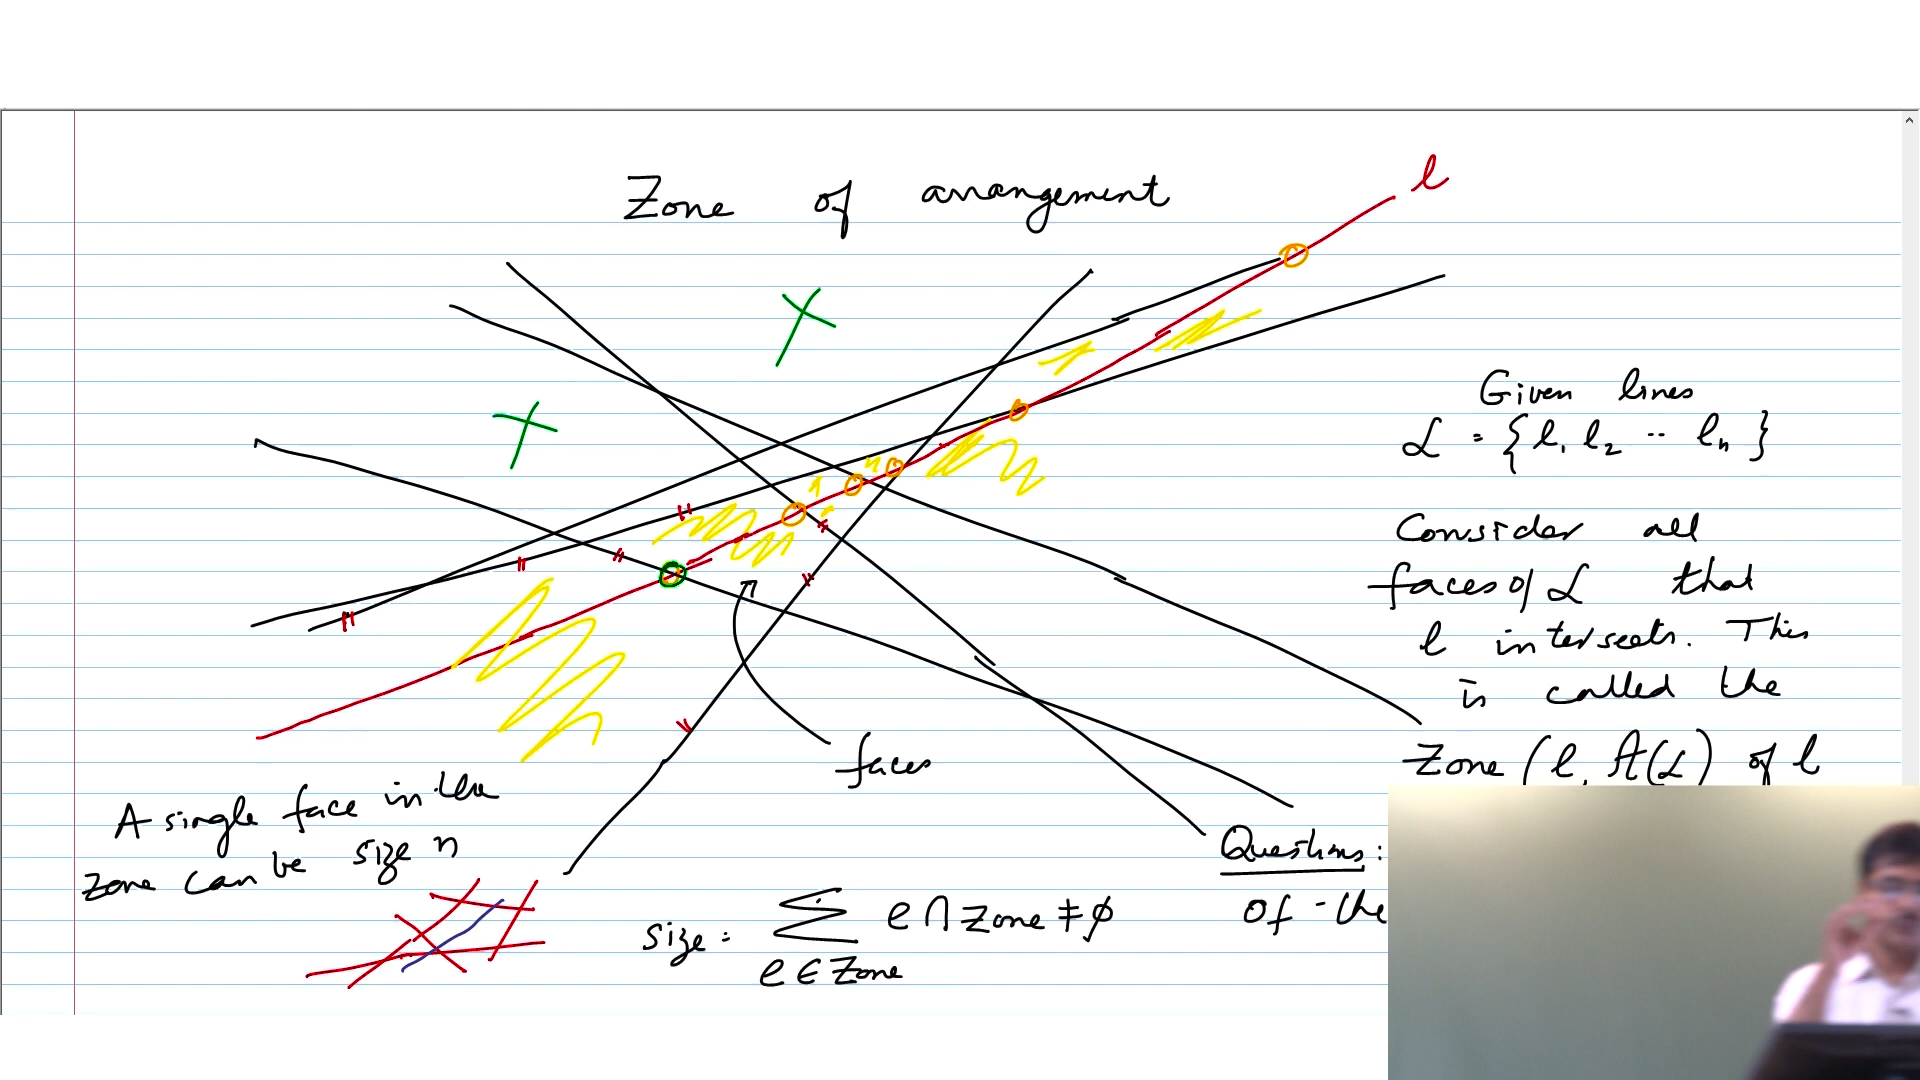 Zone of arrangement
l
Given lines
L = { l1 l2 .. ln }
Consider all
faces of L that
l intersects. This
is called the
Zone (l, A(L) of l
faces
A single face in the
zone can be size n
Questions:
of the
size = ∑ e ∩ Zone ≠ ϕ
e ∈ Zone